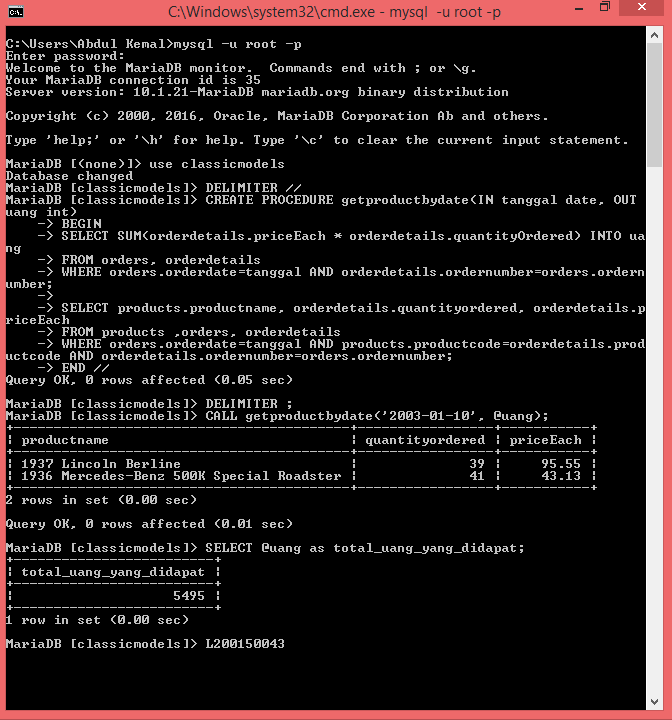 C:\Windows\system32\cmd.exe - mysql -u root -p
C:\Users\Abdul Kemal>mysql -u root -p
Enter password:
Welcome to the MariaDB monitor.  Commands end with ; or \g.
Your MariaDB connection id is 35
Server version: 10.1.21-MariaDB mariadb.org binary distribution
Copyright (c) 2000, 2016, Oracle, MariaDB Corporation Ab and others.
Type 'help;' or '\h' for help. Type '\c' to clear the current input statement.
MariaDB [(none)]> use classicmodels
Database changed
MariaDB [classicmodels]> DELIMITER //
MariaDB [classicmodels]> CREATE PROCEDURE getproductbydate(IN tanggal date, OUT
uang int)
    -> BEGIN
    -> SELECT SUM(orderdetails.priceEach * orderdetails.quantityOrdered) INTO ua
ng
    -> FROM orders, orderdetails
    -> WHERE orders.orderdate=tanggal AND orderdetails.ordernumber=orders.ordern
umber;
    ->
    -> SELECT products.productname, orderdetails.quantityordered, orderdetails.p
riceEach
    -> FROM products ,orders, orderdetails
    -> WHERE orders.orderdate=tanggal AND products.productcode=orderdetails.prod
uctcode AND orderdetails.ordernumber=orders.ordernumber;
    -> END //
Query OK, 0 rows affected (0.05 sec)
MariaDB [classicmodels]> DELIMITER ;
MariaDB [classicmodels]> CALL getproductbydate('2003-01-10', @uang);
+-----------------------------------------+-----------------+-----------+
| productname | quantityordered | priceEach |
+-----------------------------------------+-----------------+-----------+
| 1937 Lincoln Berline | 39 | 95.55 |
| 1936 Mercedes-Benz 500K Special Roadster | 41 | 43.13 |
+-----------------------------------------+-----------------+-----------+
2 rows in set (0.00 sec)
Query OK, 0 rows affected (0.01 sec)
MariaDB [classicmodels]> SELECT @uang as total_uang_yang_didapat;
+-------------------------+
| total_uang_yang_didapat |
+-------------------------+
| 5495 |
+-------------------------+
1 row in set (0.00 sec)
MariaDB [classicmodels]> L200150043